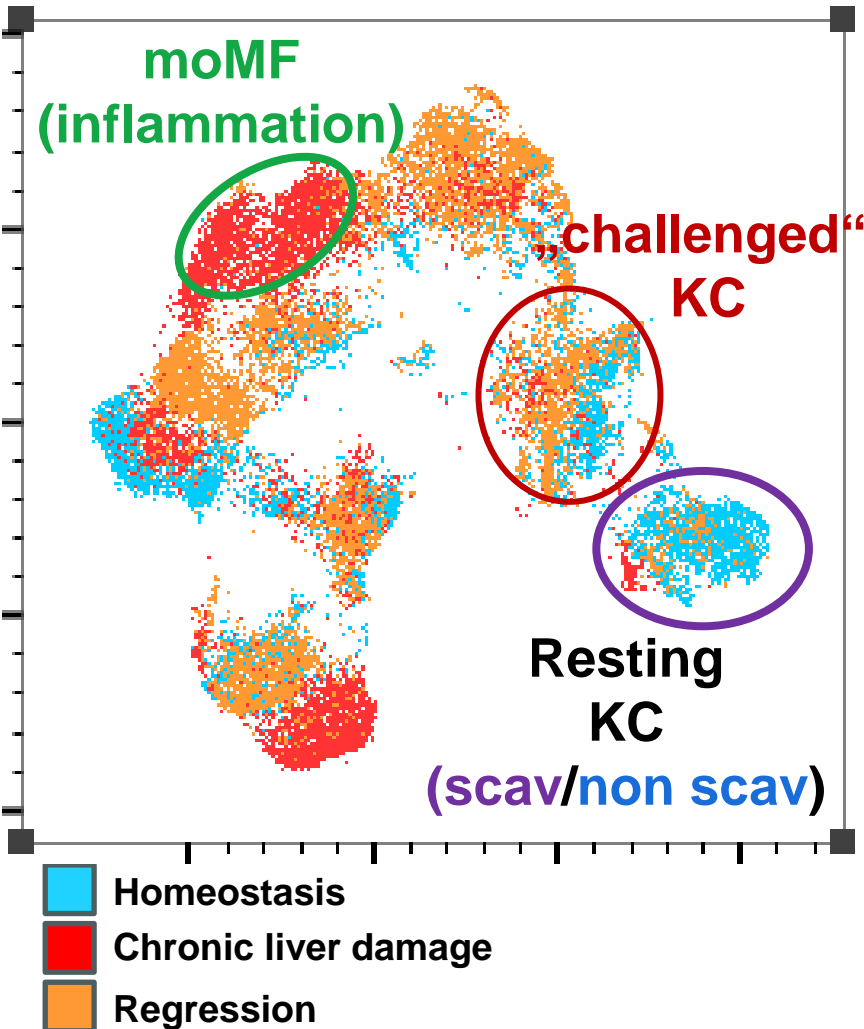 moMF
(inflammation)
„challenged“
KC
Resting
KC
(scav/non scav)
Homeostasis
Chronic liver damage
Regression